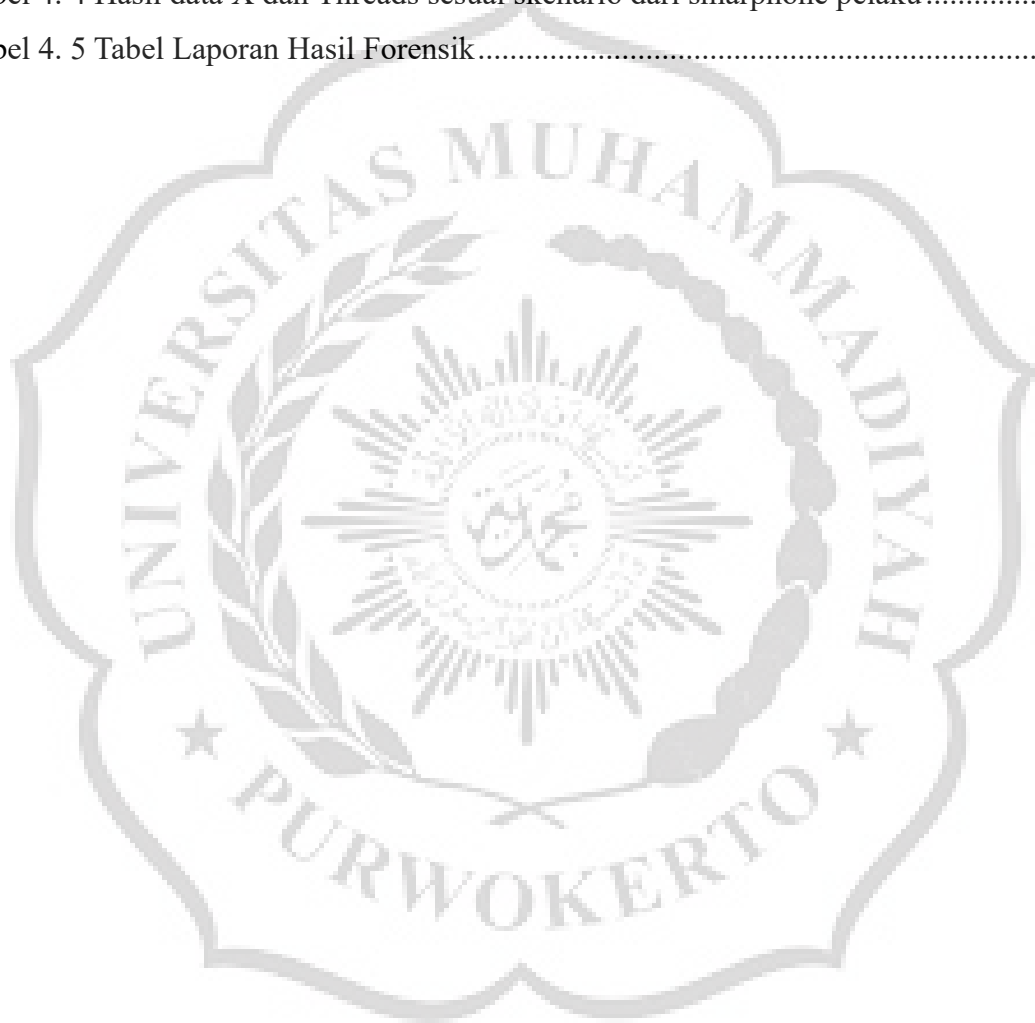 bel 4. 4 Hasil data X dan Threads sesuai skenario dari smarphone pelaku..............
bel 4. 5 Tabel Laporan Hasil Forensik......................................................................
UNIVERSITAS MUHAMMADIYAH
PURWOKERTO